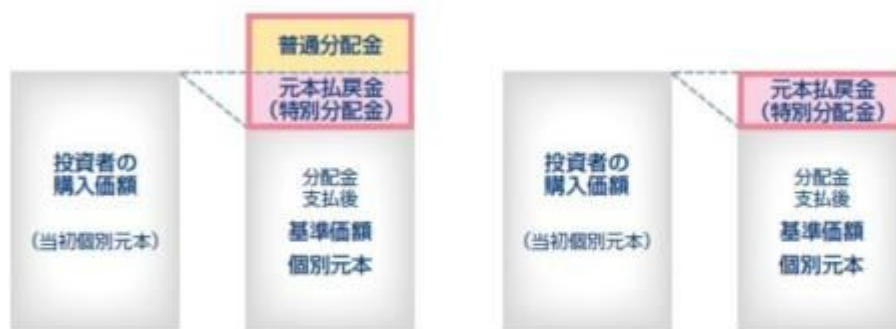 普通分配金
元本払戻金
（特別分配金）
投資者の
購入価額
（当初個別元本）
分配金
支払後
基準価額
個別元本
元本払戻金
（特別分配金）
投資者の
購入価額
（当初個別元本）
分配金
支払後
基準価額
個別元本